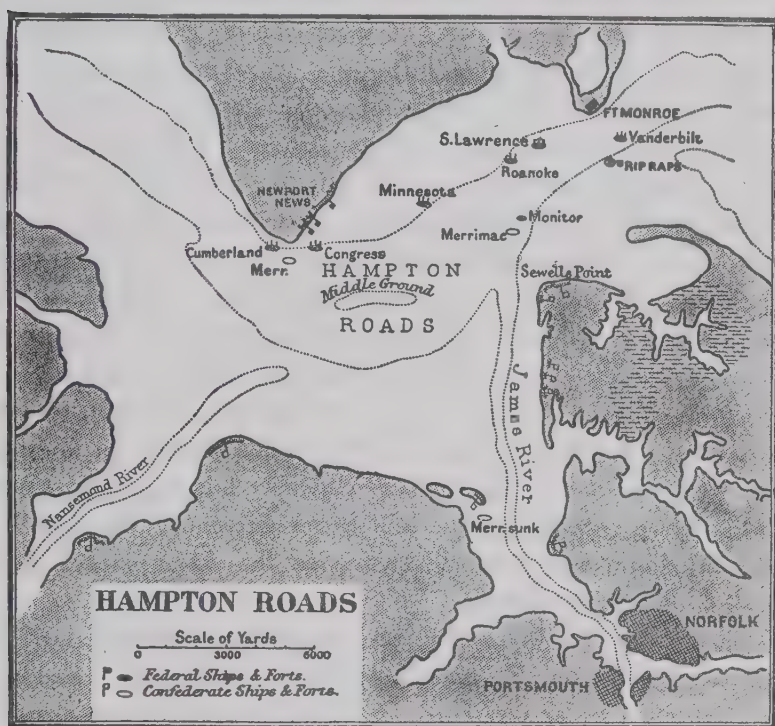 FT MONROE
S. Lawrence
Vanderbilt
Roanoke
RIP RAPS
NEWPORT
NEWS
Minnesota
Monitor
Merrimac
Cumberland
Congress
Merr.
HAMPTON
Sewells Point
Middle Ground
ROADS
James River
Nansemond River
Merr. sunk
HAMPTON ROADS
NORFOLK
Scale of Yards
0 3000 6000
Federal Ships & Forts.
PORTSMOUTH
Confederate Ships & Forts.